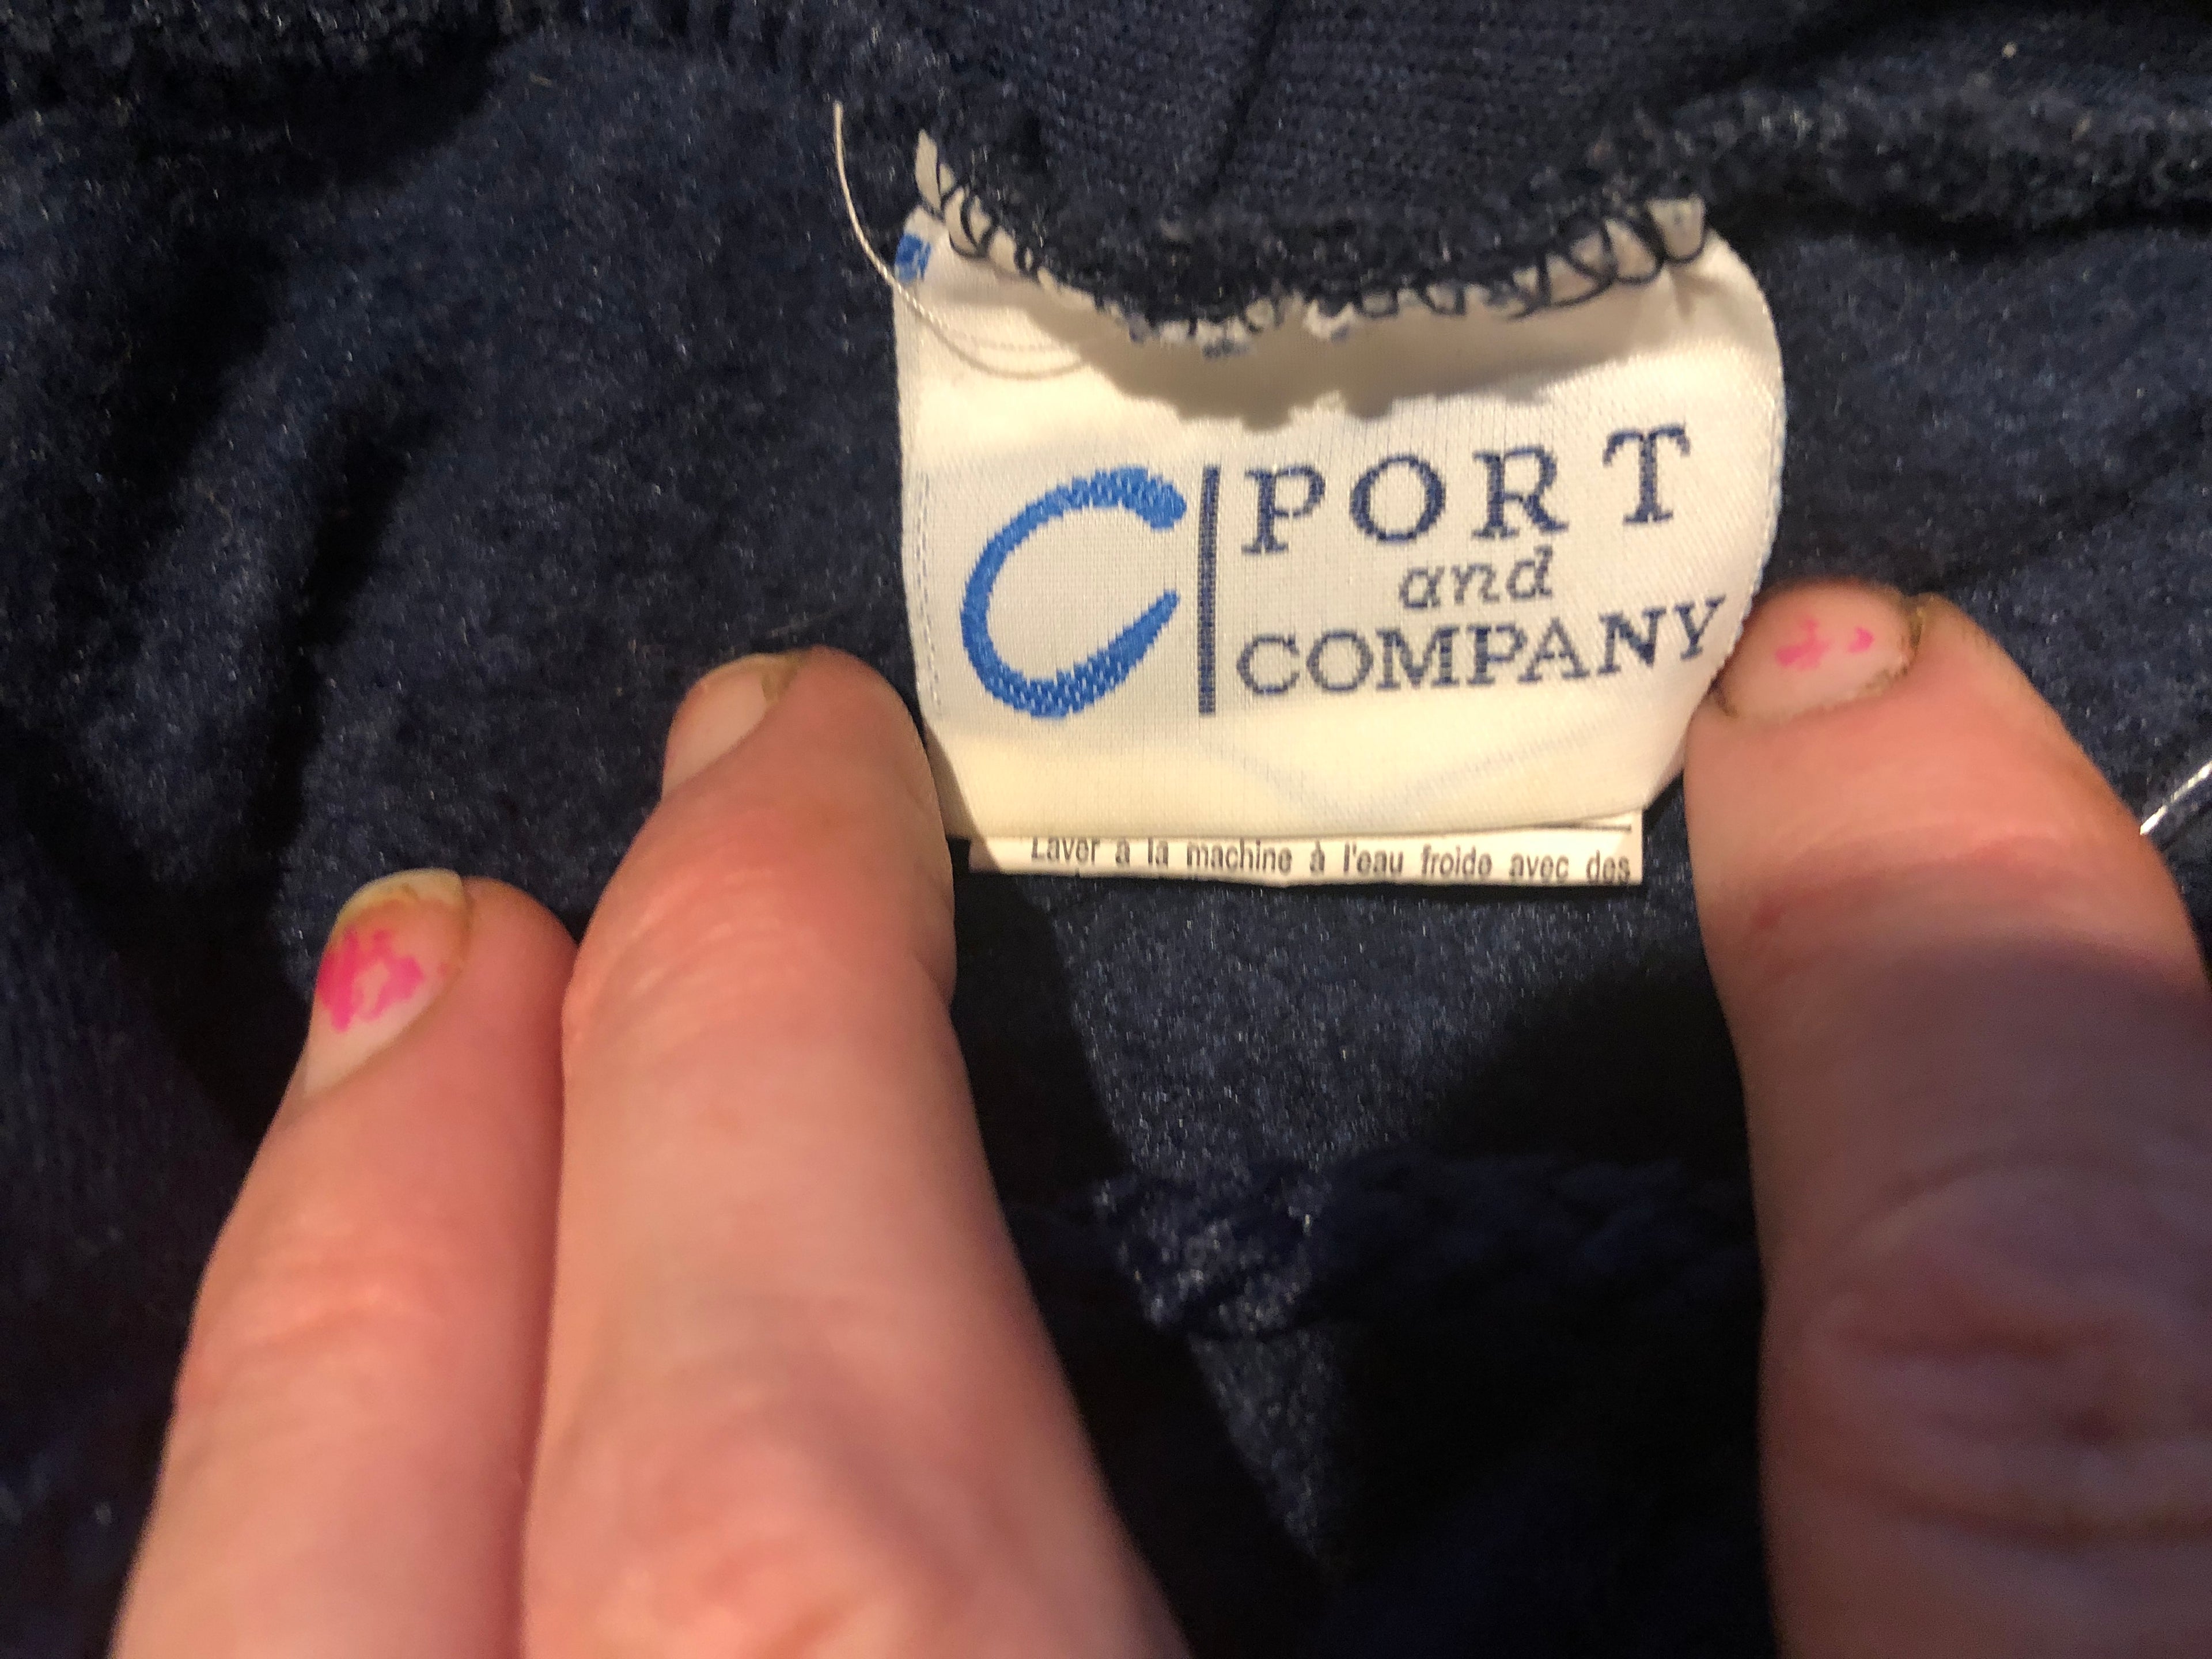 C PORT
and
COMPANY
Laver a la machine à l'eau froide avec des